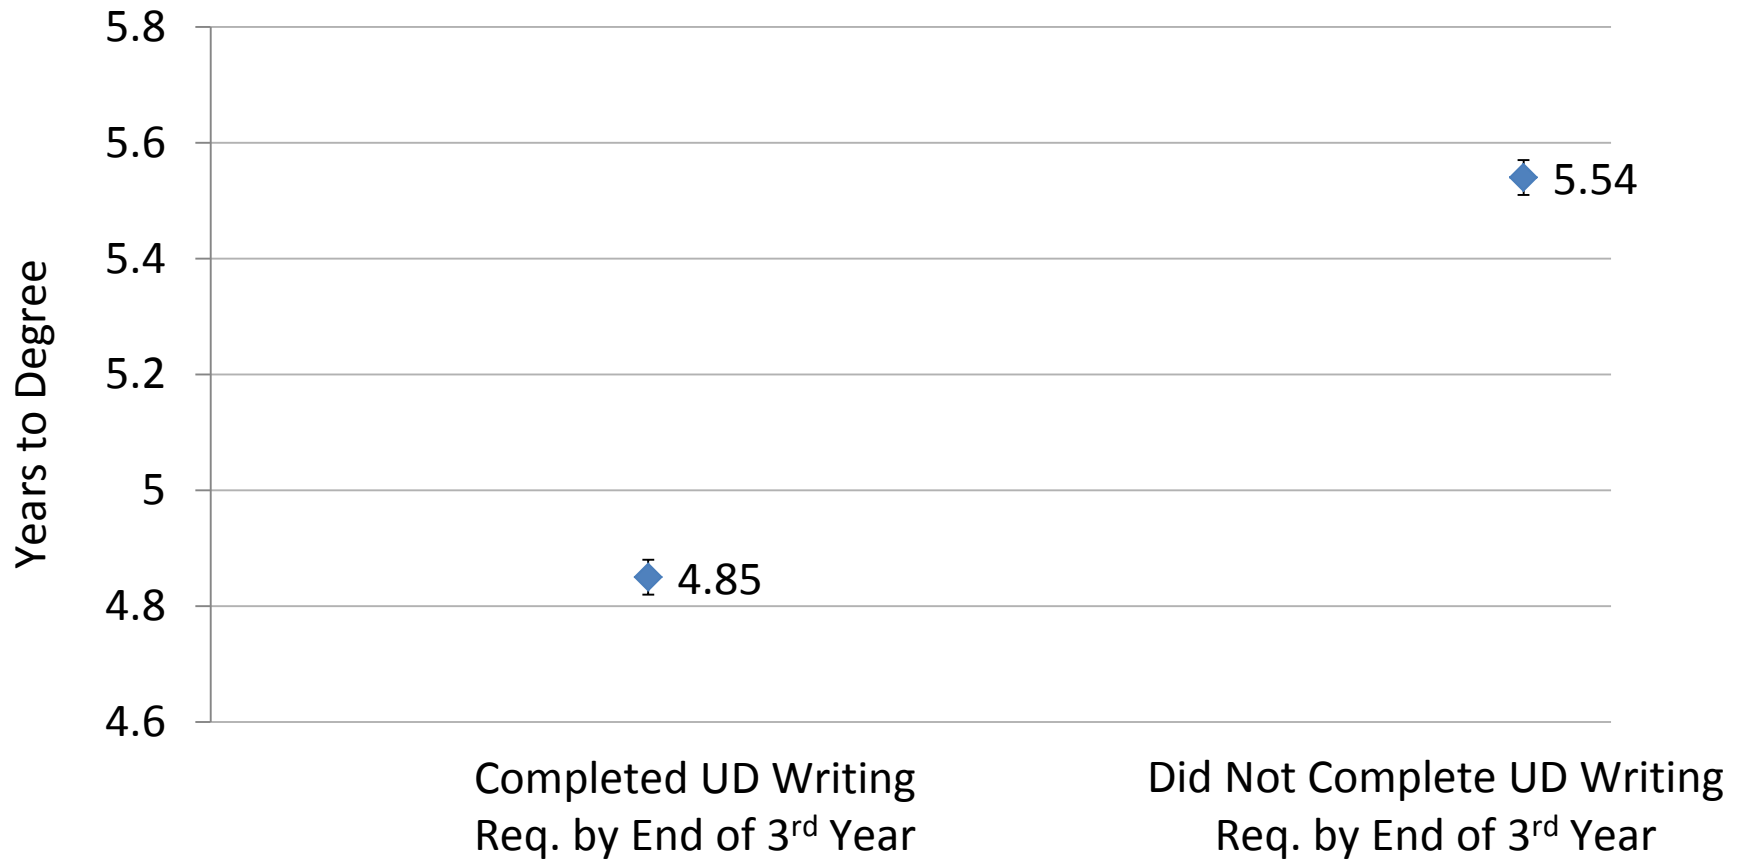 5.8
5.6
5.54
5.4
5.2
5
4.85
4.8
4.6
Years to Degree
Completed UD Writing
Req. by End of 3rd Year
Did Not Complete UD Writing
Req. by End of 3rd Year